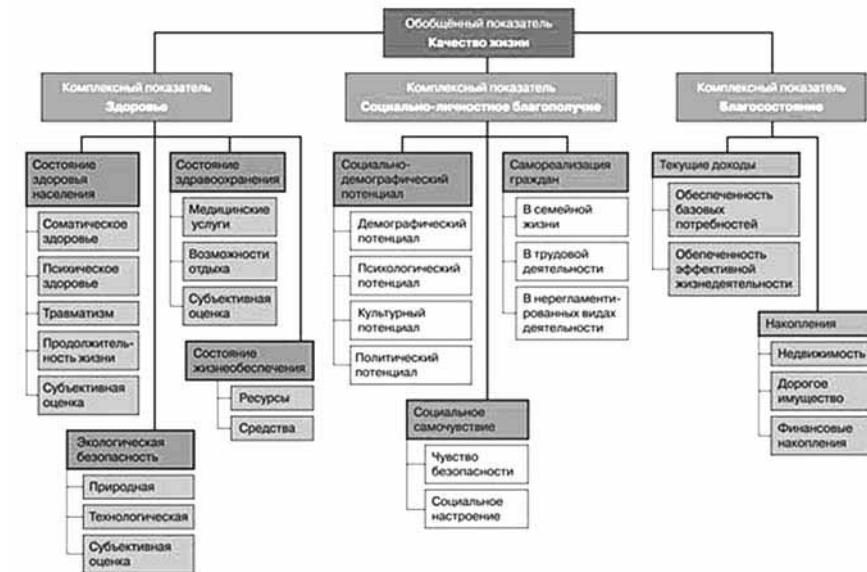 Обобщённый показатель
Качество жизни
Комплексный показатель
Здоровье
Комплексный показатель
Социально-личностное благополучие
Комплексный показатель
Благосостояние
Состояние
здоровья
населения
Соматическое
здоровье
Психическое
здоровье
Травматизм
Продолжитель-
ность жизни
Субъективная
оценка
Состояние
здравоохранения
Медицинские
услуги
Возможности
отдыха
Субъективная
оценка
Состояние
жизнеобеспечения
Ресурсы
Средства
Экологическая
безопасность
Природная
Технологическая
Субъективная
оценка
Социально-
демографический
потенциал
Демографический
потенциал
Психологический
потенциал
Культурный
потенциал
Политический
потенциал
Самореализация
граждан
В семейной
жизни
В трудовой
деятельности
В нерегламенти-
рованных видах
деятельности
Социальное
самочувствие
Чувство
безопасности
Социальное
настроение
Текущие доходы
Обеспеченность
базовых
потребностей
Обепеченность
эффективной
жизнедеятельности
Накопления
Недвижимость
Дорогое
имущество
Финансовые
накопления